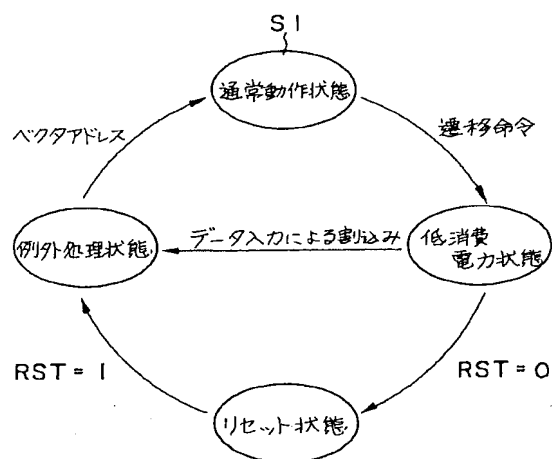 S1
通常動作状態
ベクタアドレス
遷移命令
例外処理状態
データ入力による割込み
低消費
電力状態
RST = 1
RST = 0
リセット状態